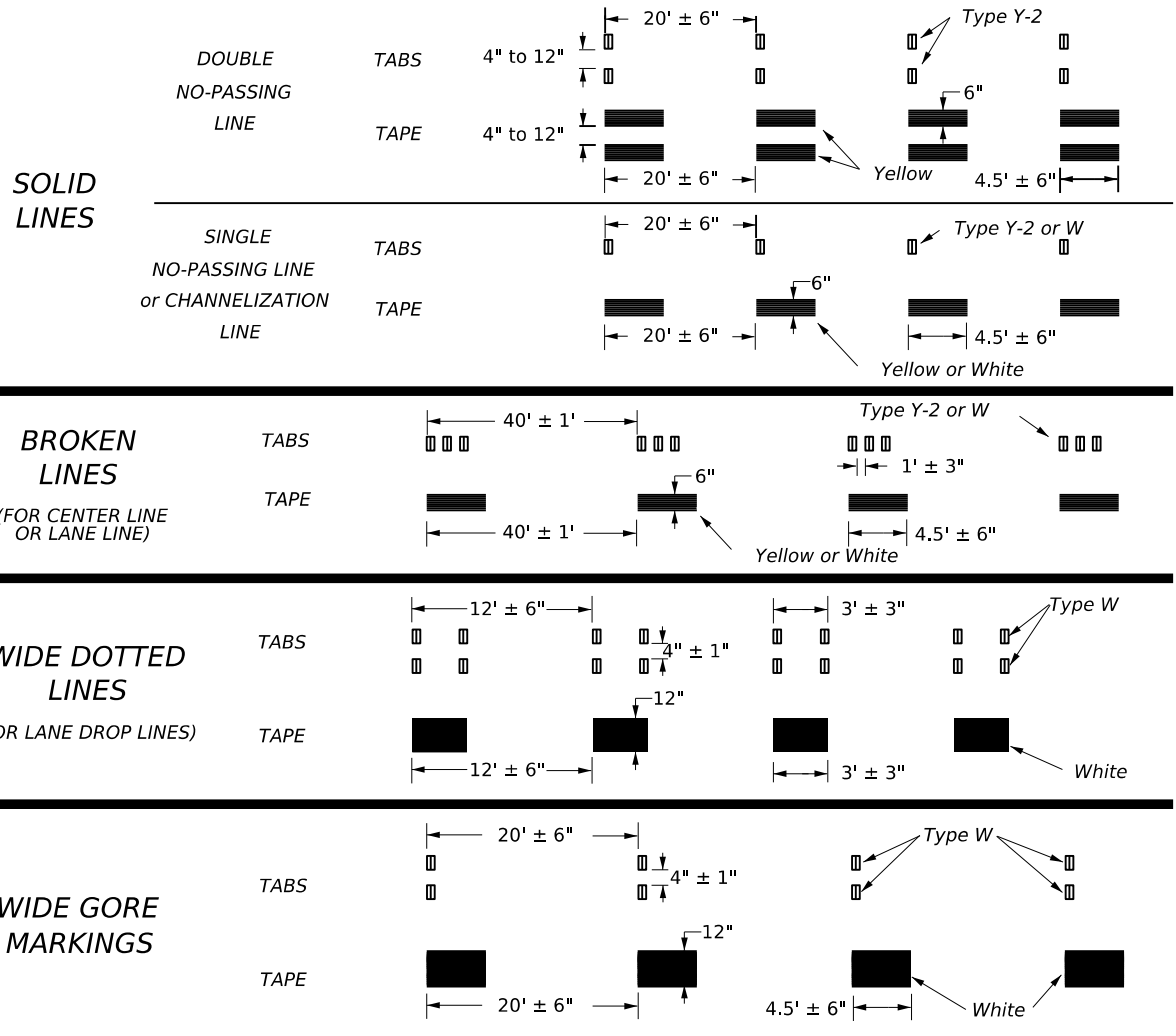 SOLID
LINES
DOUBLE
NO-PASSING
LINE
TABS
20' ± 6"
4" to 12"
Type Y-2
TAPE
4" to 12"
6"
Yellow
20' ± 6"
4.5' ± 6"
SINGLE
NO-PASSING LINE
or CHANNELIZATION
LINE
TABS
20' ± 6"
Type Y-2 or W
TAPE
6"
20' ± 6"
4.5' ± 6"
Yellow or White
BROKEN
LINES
(FOR CENTER LINE
OR LANE LINE)
TABS
40' ± 1'
Type Y-2 or W
1' ± 3"
TAPE
6"
40' ± 1'
4.5' ± 6"
Yellow or White
WIDE DOTTED
LINES
OR LANE DROP LINES)
TABS
12' ± 6"
3' ± 3"
Type W
4" ± 1"
TAPE
12"
12' ± 6"
3' ± 3"
White
WIDE GORE
MARKINGS
TABS
20' ± 6"
Type W
4" ± 1"
TAPE
12"
20' ± 6"
4.5' ± 6"
White